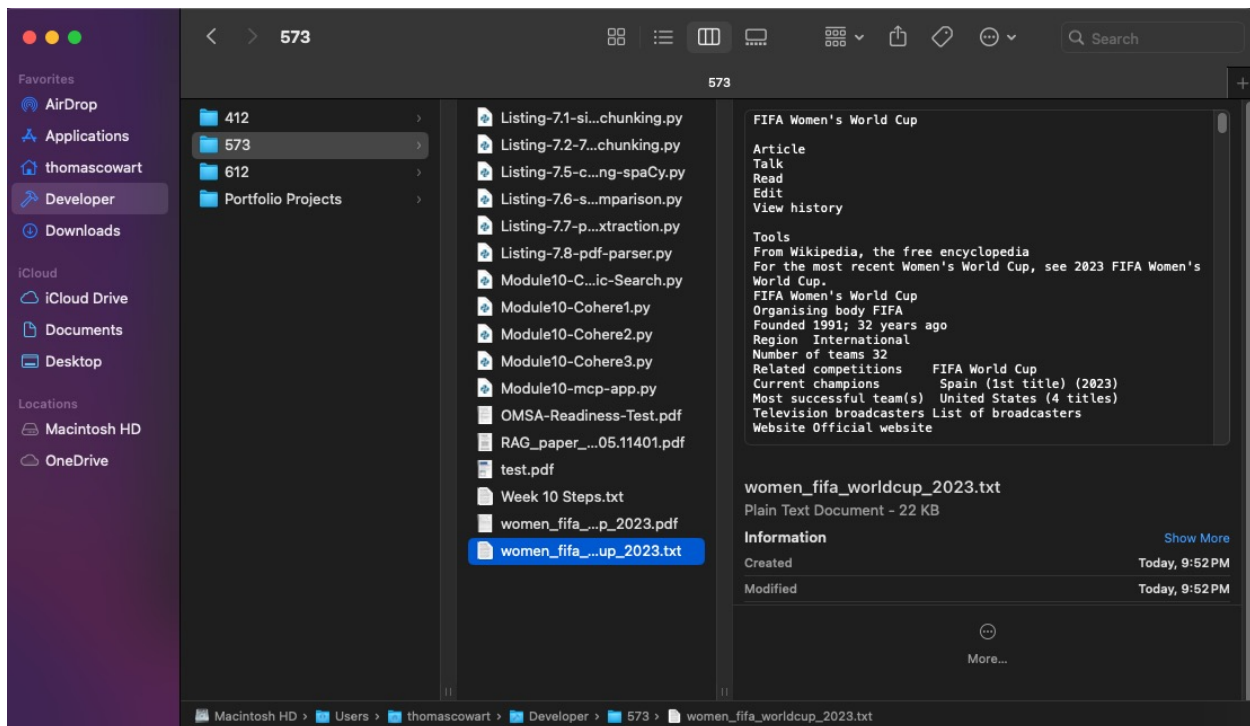 573
Search
573
Favorites
AirDrop
Applications
thomascowart
Developer
Downloads
iCloud
iCloud Drive
Documents
Desktop
Locations
Macintosh HD
OneDrive
412
573
612
Portfolio Projects
Listing-7.1-si...chunking.py
Listing-7.2-7...chunking.py
Listing-7.5-c...ng-spaCy.py
Listing-7.6-s...mparison.py
Listing-7.7-p...xtraction.py
Listing-7.8-pdf-parser.py
Module10-C...ic-Search.py
Module10-Cohere1.py
Module10-Cohere2.py
Module10-Cohere3.py
Module10-mcp-app.py
OMSA-Readiness-Test.pdf
RAG_paper_...05.11401.pdf
test.pdf
Week 10 Steps.txt
women_fifa_...p_2023.pdf
women_fifa_...up_2023.txt
FIFA Women's World Cup
Article
Talk
Read
Edit
View history
Tools
From Wikipedia, the free encyclopedia
For the most recent Women's World Cup, see 2023 FIFA Women's
World Cup.
FIFA Women's World Cup
Organising body FIFA
Founded 1991; 32 years ago
Region International
Number of teams 32
Related competitions FIFA World Cup
Current champions Spain (1st title) (2023)
Most successful team(s) United States (4 titles)
Television broadcasters List of broadcasters
Website Official website
women_fifa_worldcup_2023.txt
Plain Text Document - 22 KB
Information Show More
Created Today, 9:52 PM
Modified Today, 9:52 PM
More...
Macintosh HD › Users › thomascowart › Developer › 573 › women_fifa_worldcup_2023.txt